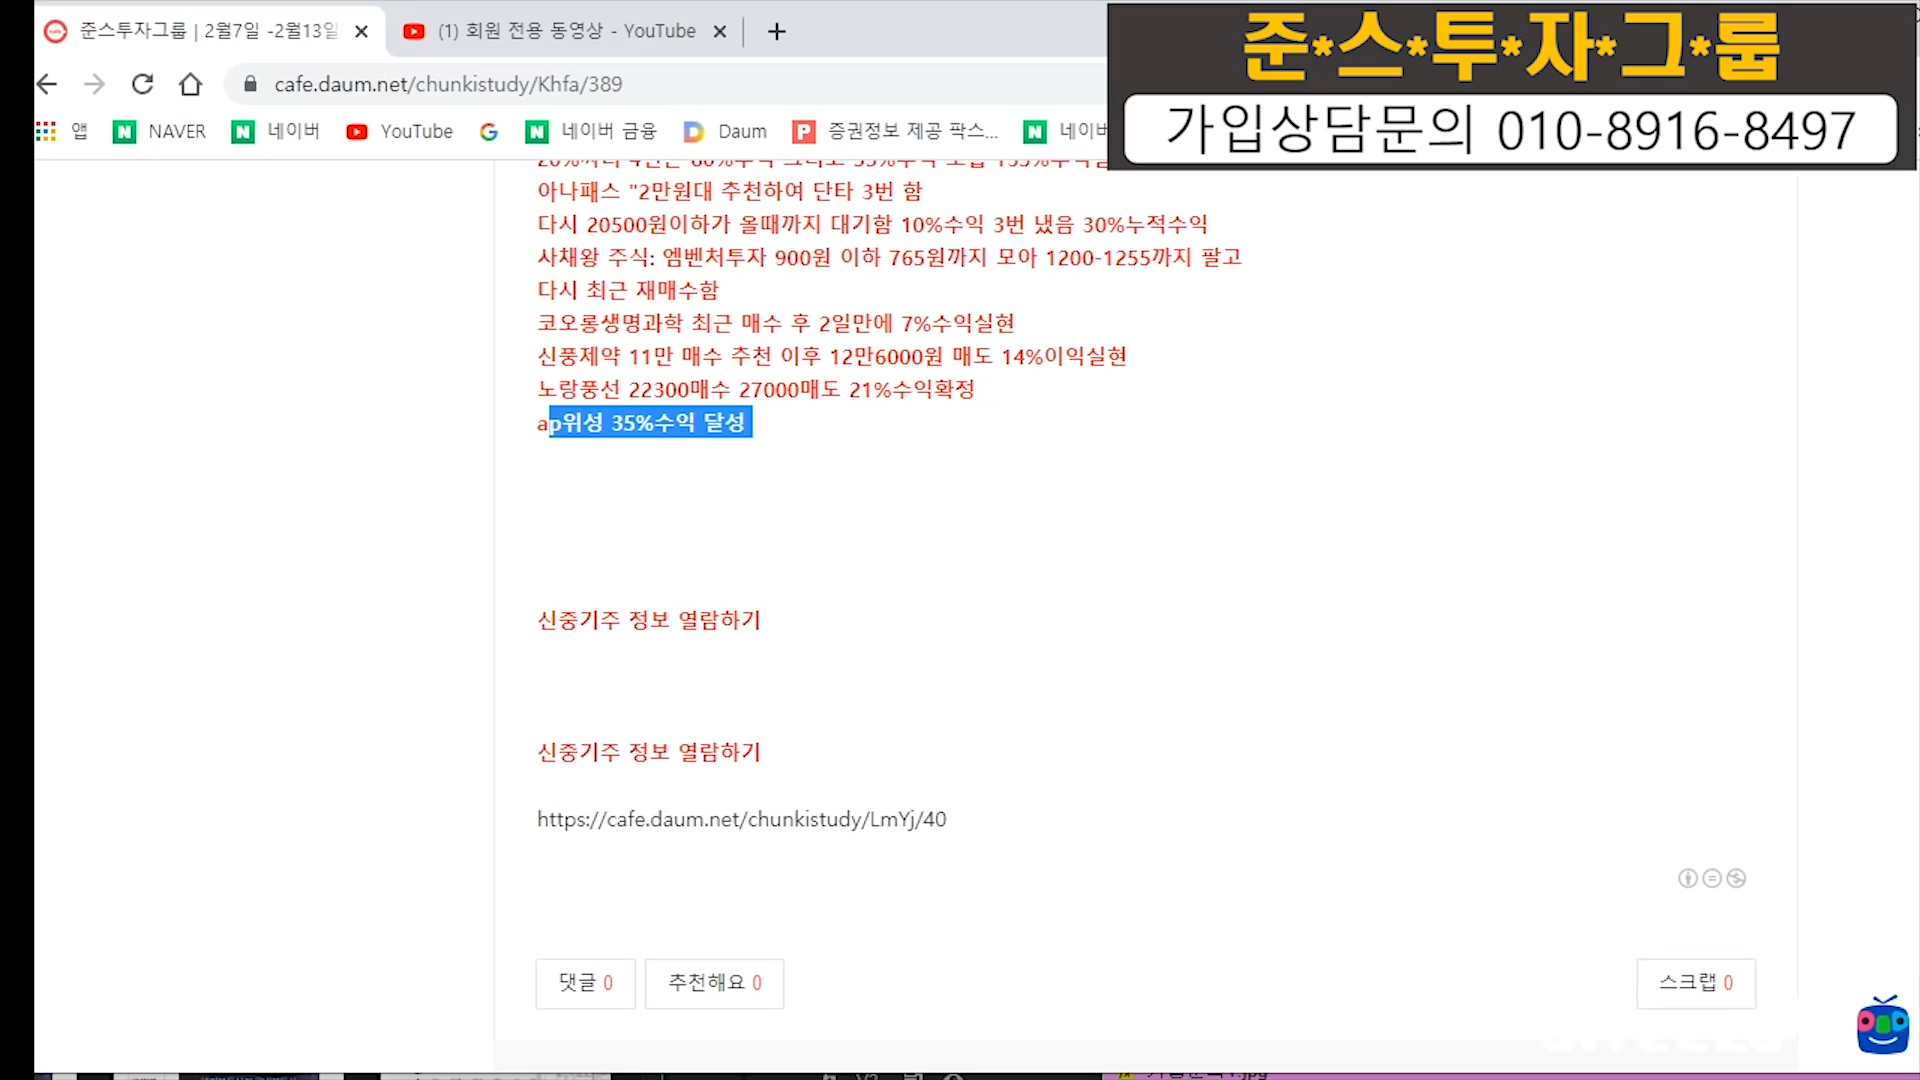 준스투자그룹 | 2월7일 -2월13일
(1) 회원 전용 동영상 - YouTube
준*스*투*자*그*룹
가입상담문의 010-8916-8497
cafe.daum.net/chunkistudy/Khfa/389
앱 NAVER 네이버 YouTube 네이버 금융 Daum 증권정보 제공 팍스... 네이버
아나패스 "2만원대 추천하여 단타 3번 함
다시 20500원이하가 올때까지 대기함 10%수익 3번 냈음 30%누적수익
사채왕 주식: 엠벤처투자 900원 이하 765원까지 모아 1200-1255까지 팔고
다시 최근 재매수함
코오롱생명과학 최근 매수 후 2일만에 7%수익실현
신풍제약 11만 매수 추천 이후 12만6000원 매도 14%이익실현
노랑풍선 22300매수 27000매도 21%수익확정
ap위성 35%수익 달성
신중기주 정보 열람하기
신중기주 정보 열람하기
https://cafe.daum.net/chunkistudy/LmYj/40
댓글 0 추천해요 0 스크랩 0